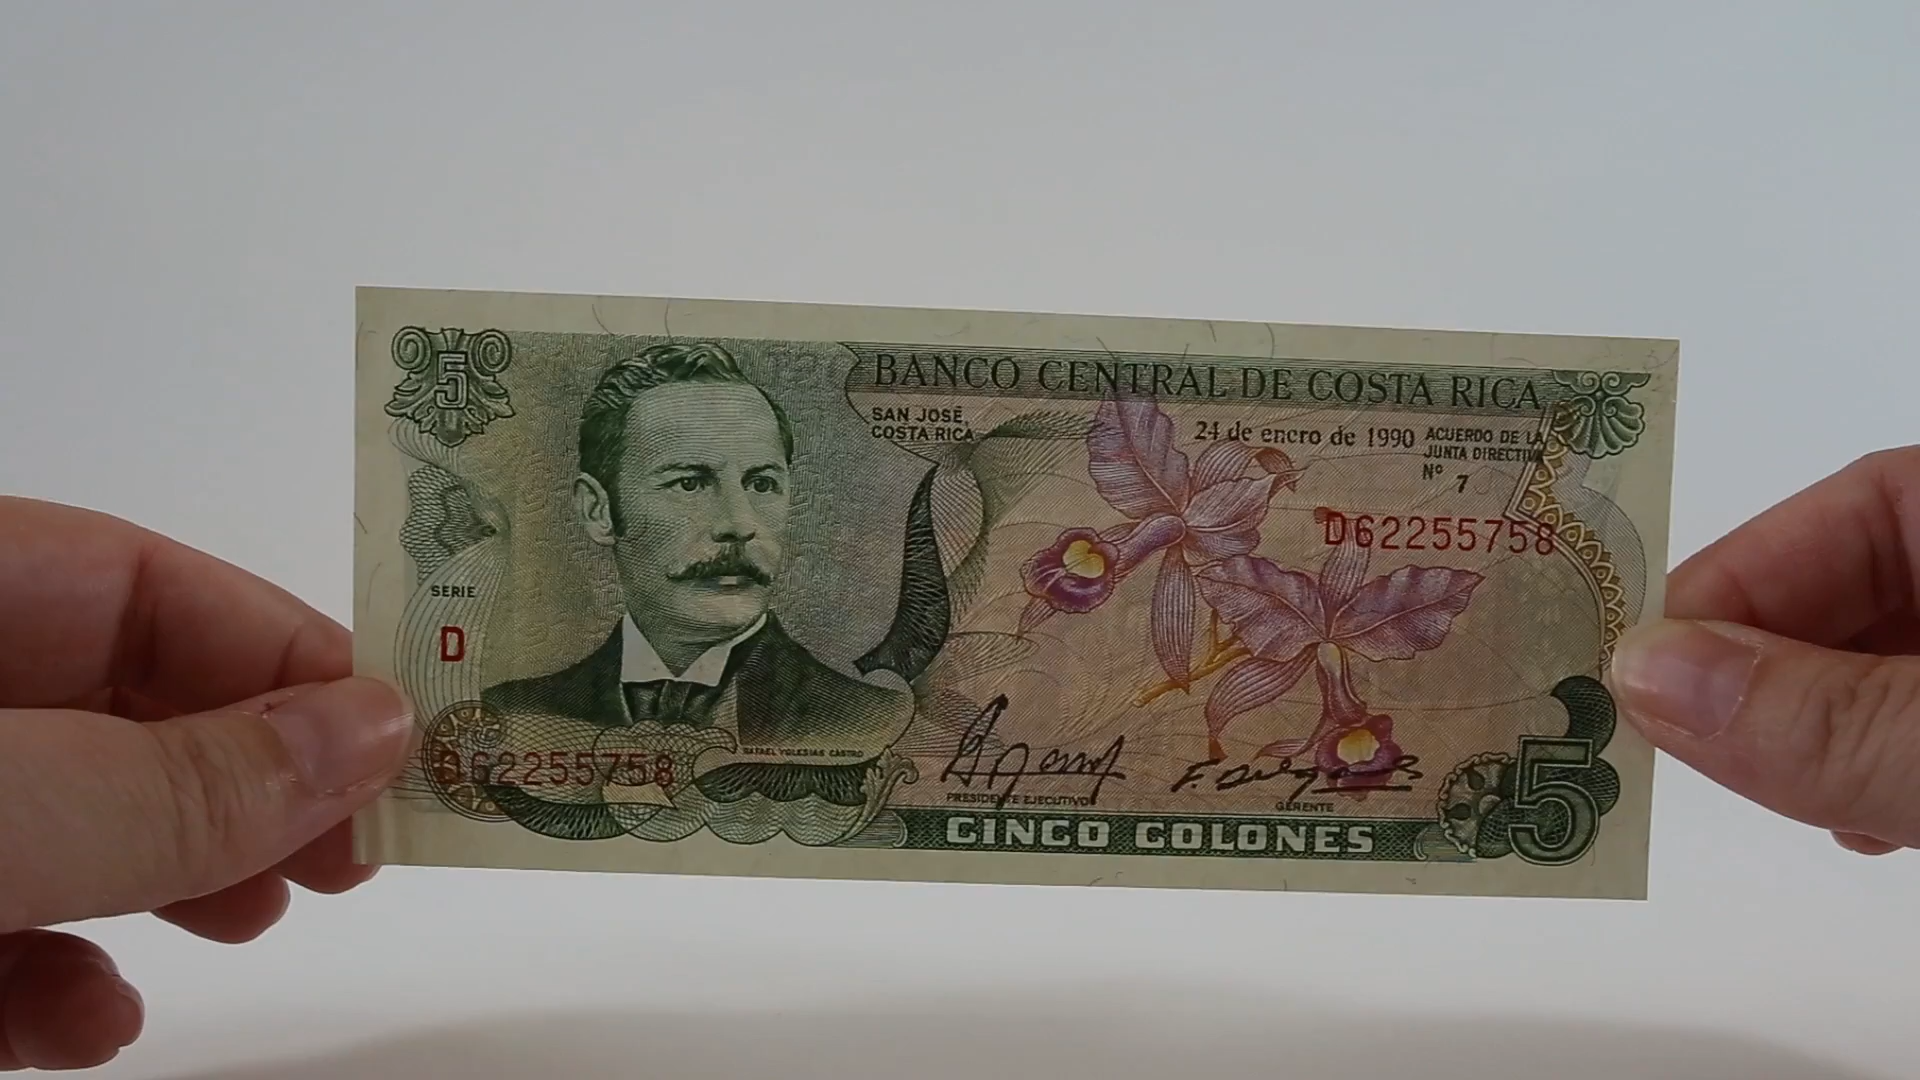 5
BANCO CENTRAL DE COSTA RICA
SAN JOSÉ,
COSTA RICA
24 de enero de 1990
ACUERDO DE LA
JUNTA DIRECTIVA
Nº 7
D62255758
SERIE
D
D62255758
RAFAEL YGLESIAS CASTRO
PRESIDENTE EJECUTIVO
GERENTE
CINCO COLONES
5